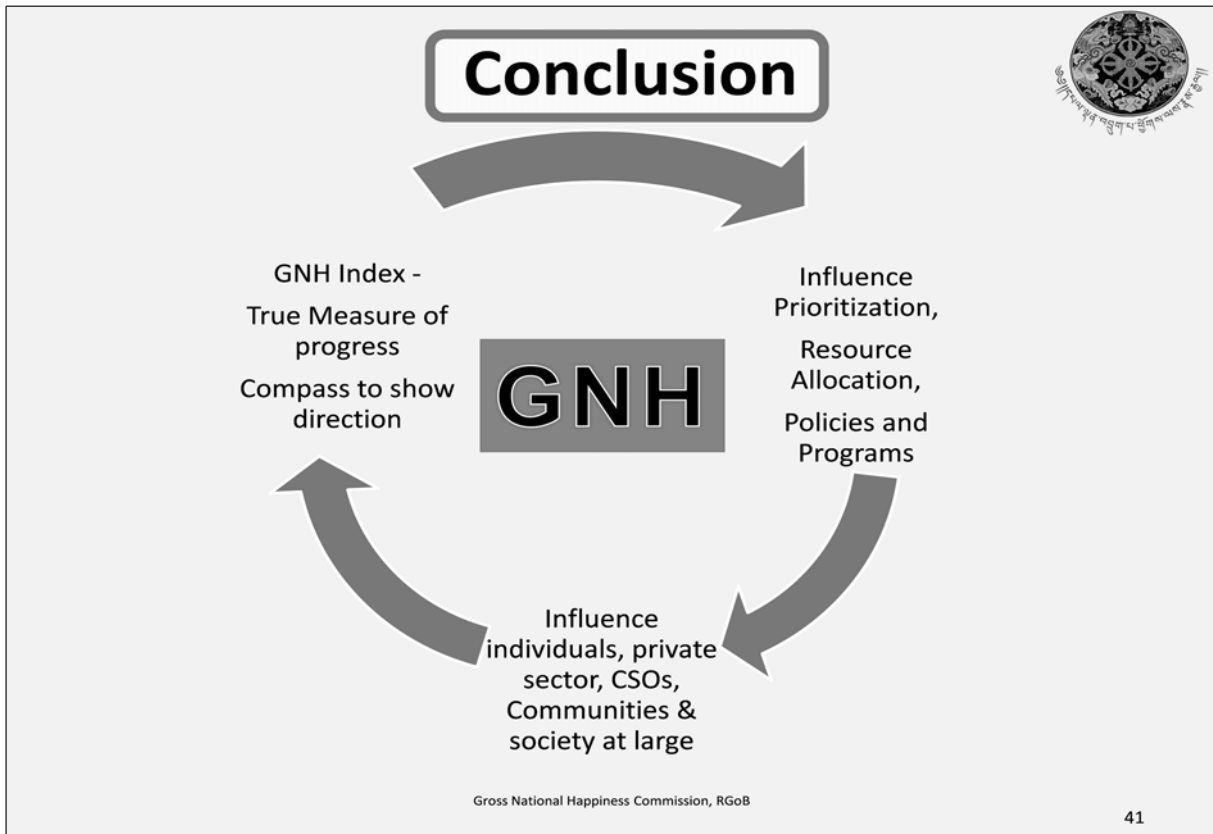 Conclusion
GNH Index -
True Measure of
progress
Compass to show
direction
GNH
Influence
Prioritization,
Resource
Allocation,
Policies and
Programs
Influence
individuals, private
sector, CSOs,
Communities &
society at large
Gross National Happiness Commission, RGoB
41